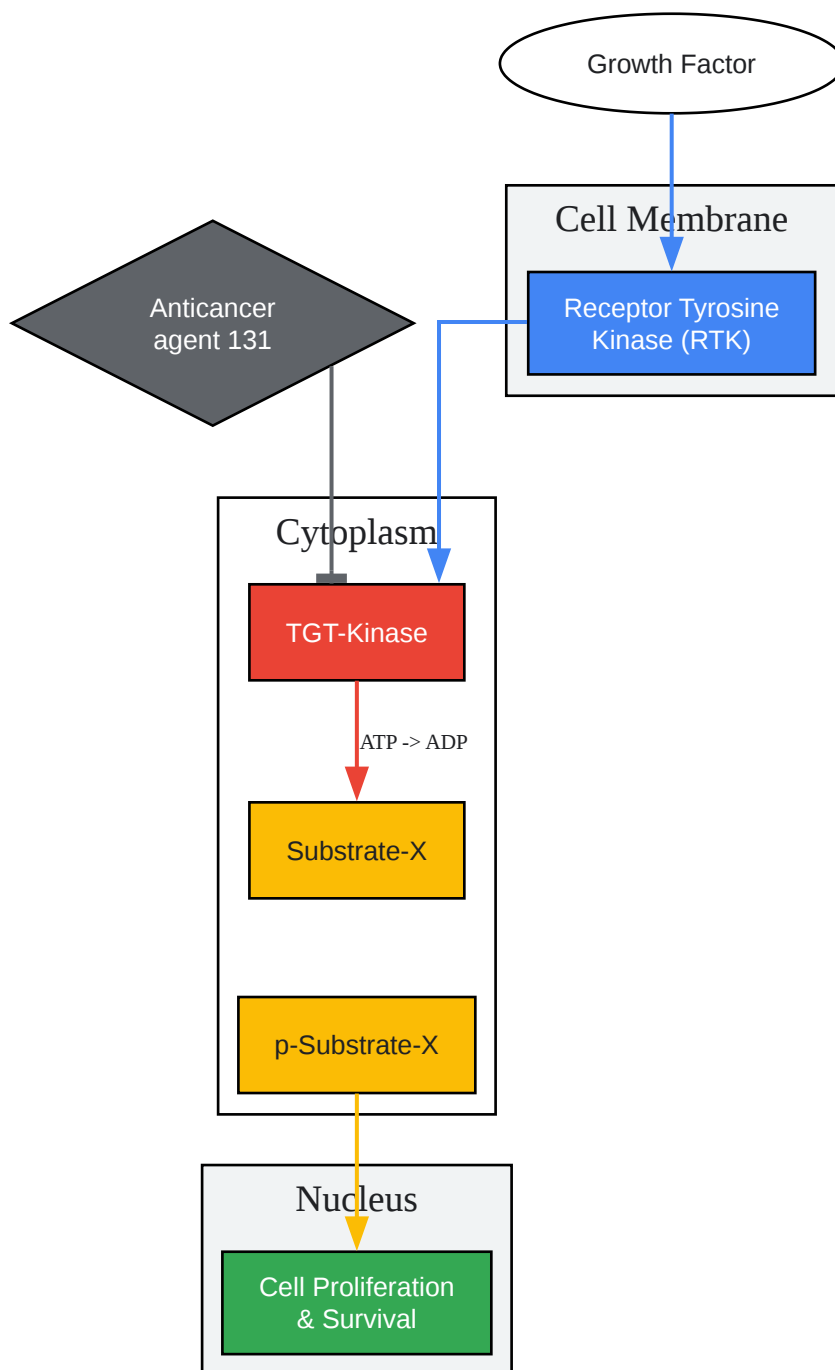 Growth Factor
Cell Membrane
Receptor Tyrosine
Kinase (RTK)
Anticancer
agent 131
Cytoplasm
TGT-Kinase
ATP -> ADP
Substrate-X
p-Substrate-X
Nucleus
Cell Proliferation
& Survival